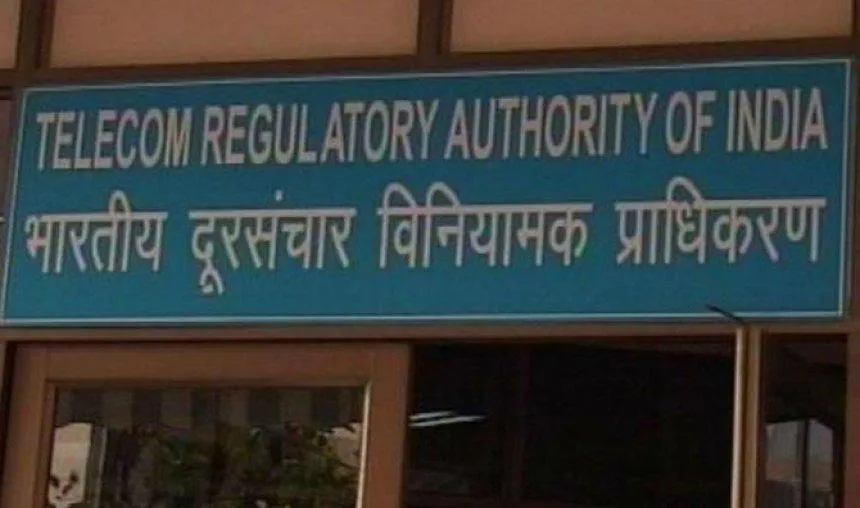 TELECOM REGULATORY AUTHORITY OF INDIA
भारतीय दूरसंचार विनियामक प्राधिकरण